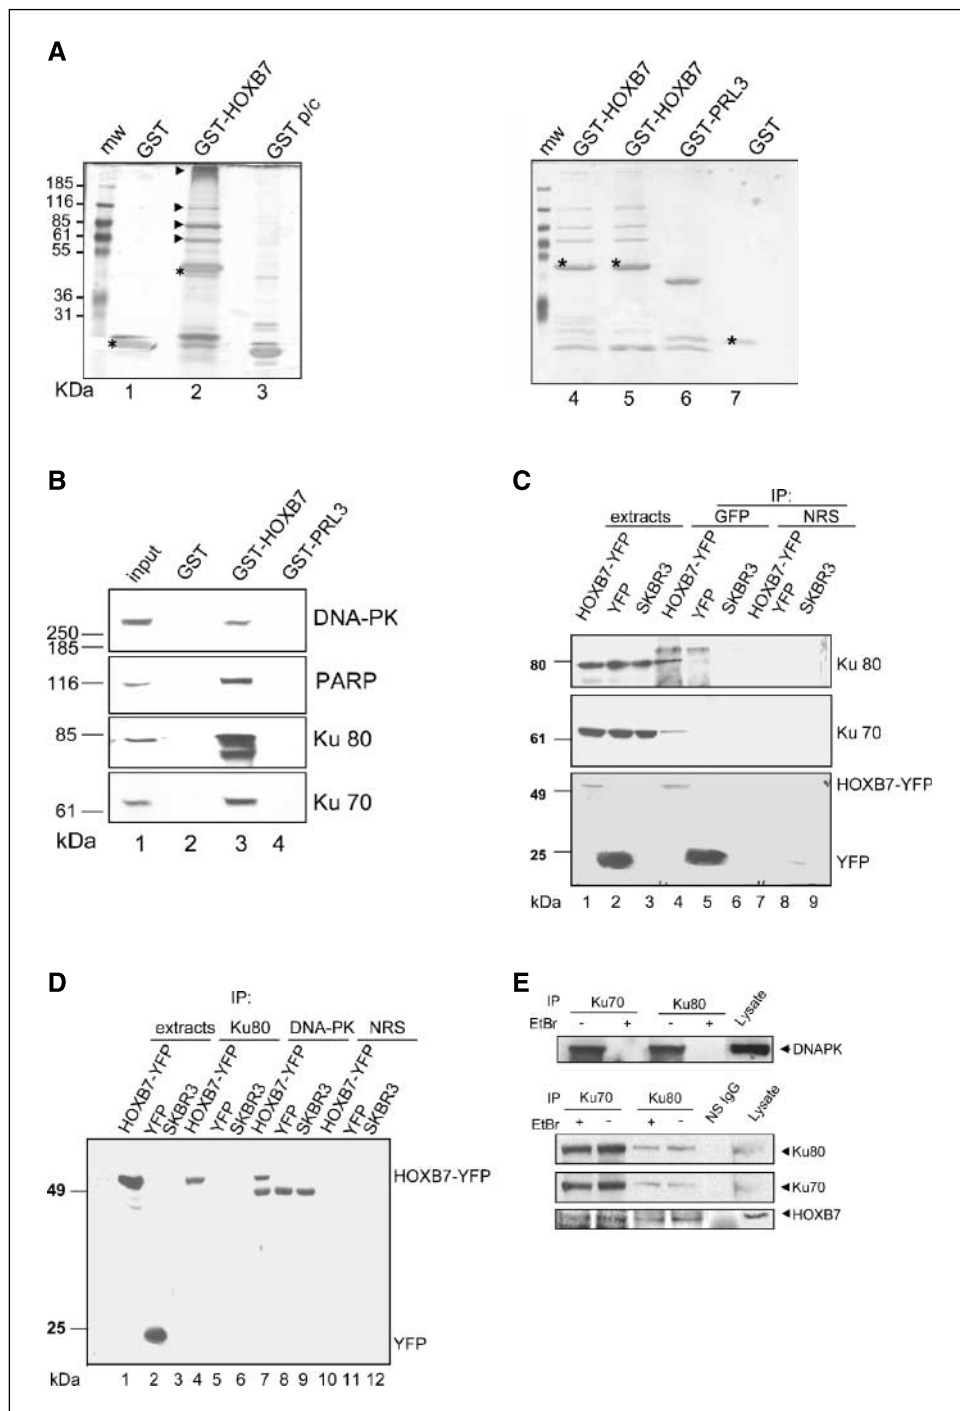 A
mw GST GST-HOXB7 GST p/c
185
116
85
61
55
36
31
*
*
KDa 1 2 3
mw GST-HOXB7 GST-HOXB7 GST-PRL3 GST
* *
*
4 5 6 7
B
input GST GST-HOXB7 GST-PRL3
DNA-PK
250
185
116 PARP
85 Ku 80
61 Ku 70
kDa 1 2 3 4
C
IP:
extracts GFP NRS
HOXB7-YFP YFP SKBR3 HOXB7-YFP YFP SKBR3 HOXB7-YFP YFP SKBR3
80 Ku 80
61 Ku 70
49 HOXB7-YFP
25 YFP
kDa 1 2 3 4 5 6 7 8 9
D
IP:
extracts Ku80 DNA-PK NRS
HOXB7-YFP YFP SKBR3 HOXB7-YFP YFP SKBR3 HOXB7-YFP YFP SKBR3 HOXB7-YFP YFP SKBR3
49 HOXB7-YFP
25 YFP
kDa 1 2 3 4 5 6 7 8 9 10 11 12
E
IP Ku70 Ku80 Lysate
EtBr - + - +
DNAPK
IP Ku70 Ku80 NS IgG Lysate
EtBr + - + -
Ku80
Ku70
HOXB7